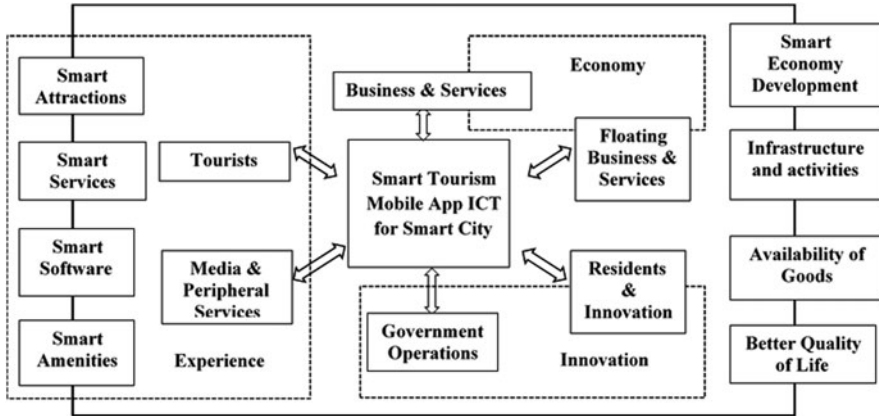 Smart
Attractions
Smart
Services
Smart
Software
Smart
Amenities
Tourists
Media &
Peripheral
Services
Experience
Business & Services
Smart Tourism
Mobile App ICT
for Smart City
Government
Operations
Economy
Floating
Business &
Services
Residents
&
Innovation
Innovation
Smart
Economy
Development
Infrastructure
and activities
Availability of
Goods
Better Quality
of Life